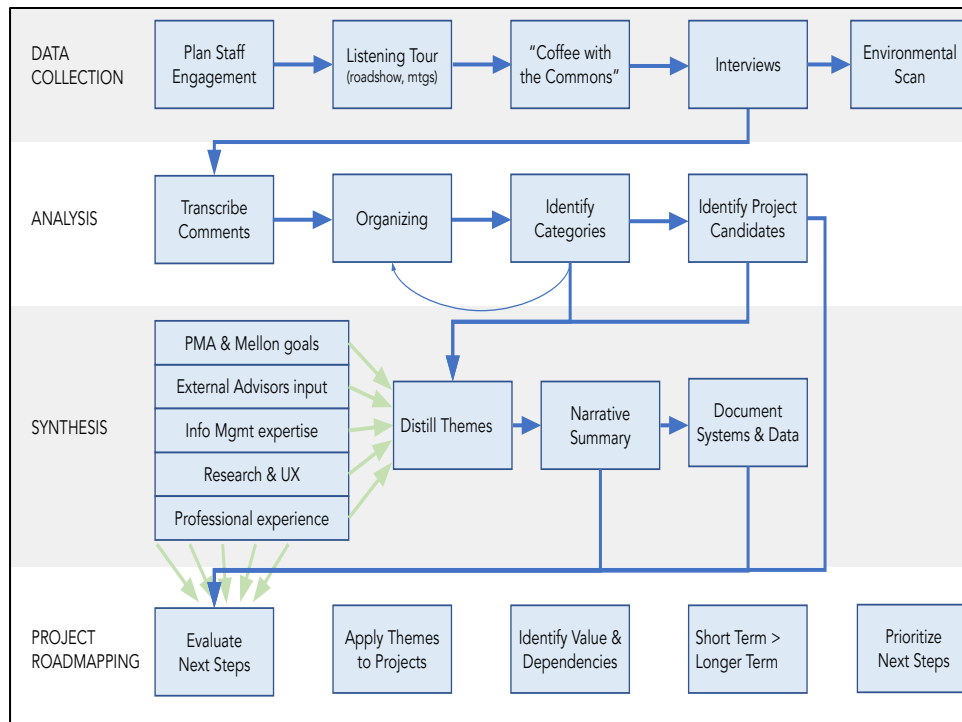 DATA
COLLECTION
Plan Staff
Engagement
Listening Tour
(roadshow, mtgs)
“Coffee with
the Commons”
Interviews
Environmental
Scan
ANALYSIS
Transcribe
Comments
Organizing
Identify
Categories
Identify Project
Candidates
SYNTHESIS
PMA & Mellon goals
External Advisors input
Info Mgmt expertise
Research & UX
Professional experience
Distill Themes
Narrative
Summary
Document
Systems & Data
PROJECT
ROADMAPPING
Evaluate
Next Steps
Apply Themes
to Projects
Identify Value &
Dependencies
Short Term >
Longer Term
Prioritize
Next Steps